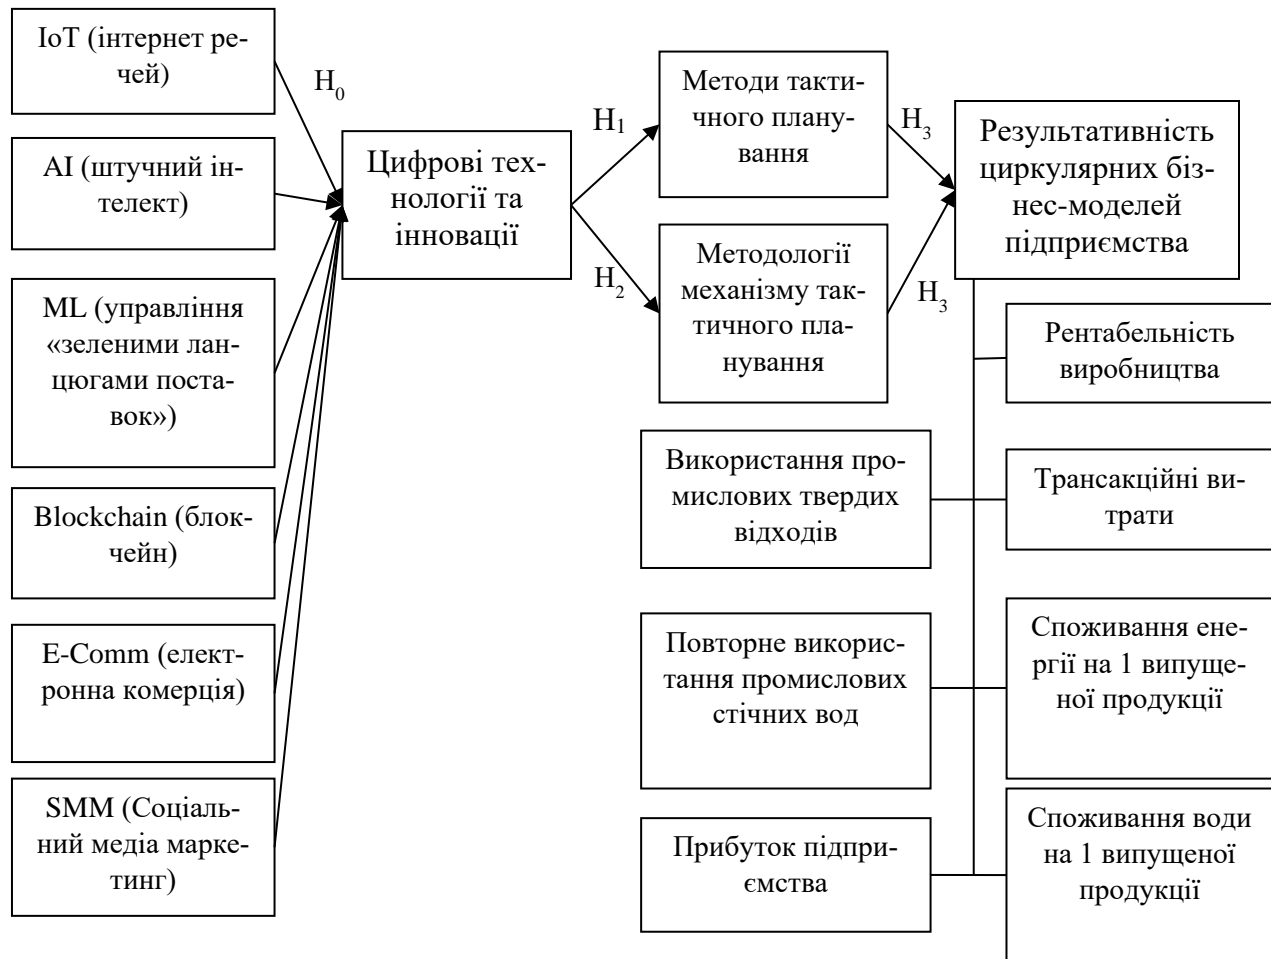 IoT (інтернет ре-
чей)
H0
AI (штучний ін-
телект)
ML (управління
«зеленими лан-
цюгами поста-
вок»)
Blockchain (блок-
чейн)
E-Comm (елект-
ронна комерція)
SMM (Соціаль-
ний медіа марке-
тинг)
Цифрові тех-
нології та
інновації
H1
H2
Методи такти-
чного плану-
вання
Методології
механізму так-
тичного пла-
нування
H3
H3
Результативність
циркулярних біз-
нес-моделей
підприємства
Рентабельність
виробництва
Використання про-
мислових твердих
відходів
Трансакційні ви-
трати
Повторне викорис-
тання промислових
стічних вод
Споживання ене-
ргії на 1 випуще-
ної продукції
Прибуток підпри-
ємства
Споживання води
на 1 випущеної
продукції